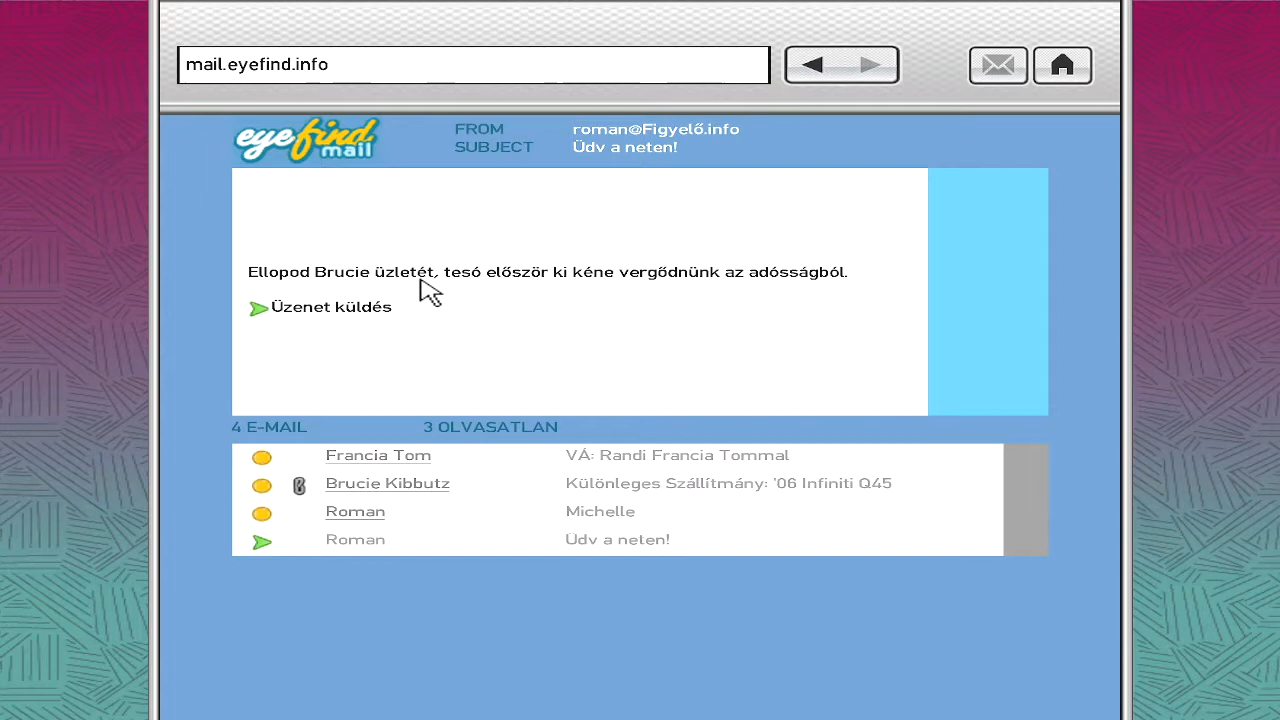 mail.eyefind.info
eyefind mail
FROM roman@Figyelő.info
SUBJECT Üdv a neten!
Ellopod Brucie üzletét, tesó először ki kéne vergődnünk az adósságból.
Üzenet küldés
4 E-MAIL 3 OLVASATLAN
Francia Tom VÁ: Randi Francia Tommal
Brucie Kibbutz Különleges Szállítmány: '06 Infiniti Q45
Roman Michelle
Roman Üdv a neten!